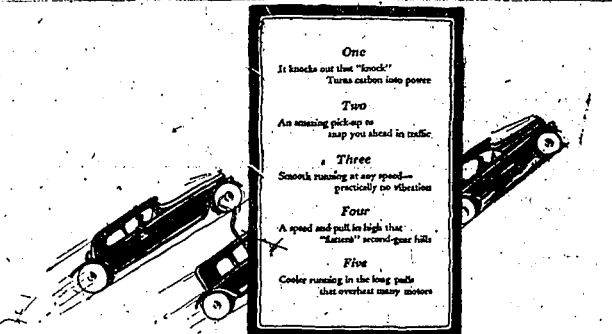 One
It knocks out that "knock"
Turns carbon into power
Two
An amazing pick-up to
snap you ahead in traffic
Three
Smooth running at any speed—
practically no vibration
Four
A speed and pull in high that
"flattens" second-gear hills
Five
Cooler running in the long pulls
that overheat many motors